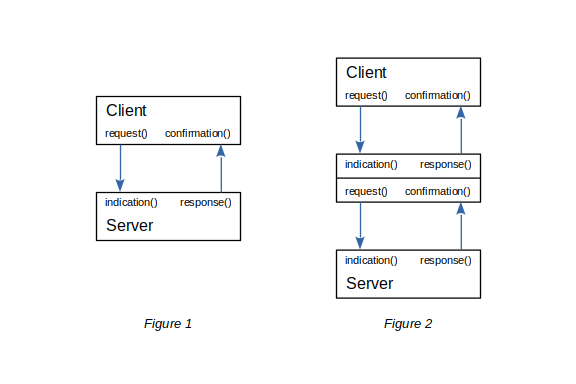 Client
request() confirmation()
indication() response()
Server
Figure 1
Client
request() confirmation()
indication() response()
request() confirmation()
indication() response()
Server
Figure 2